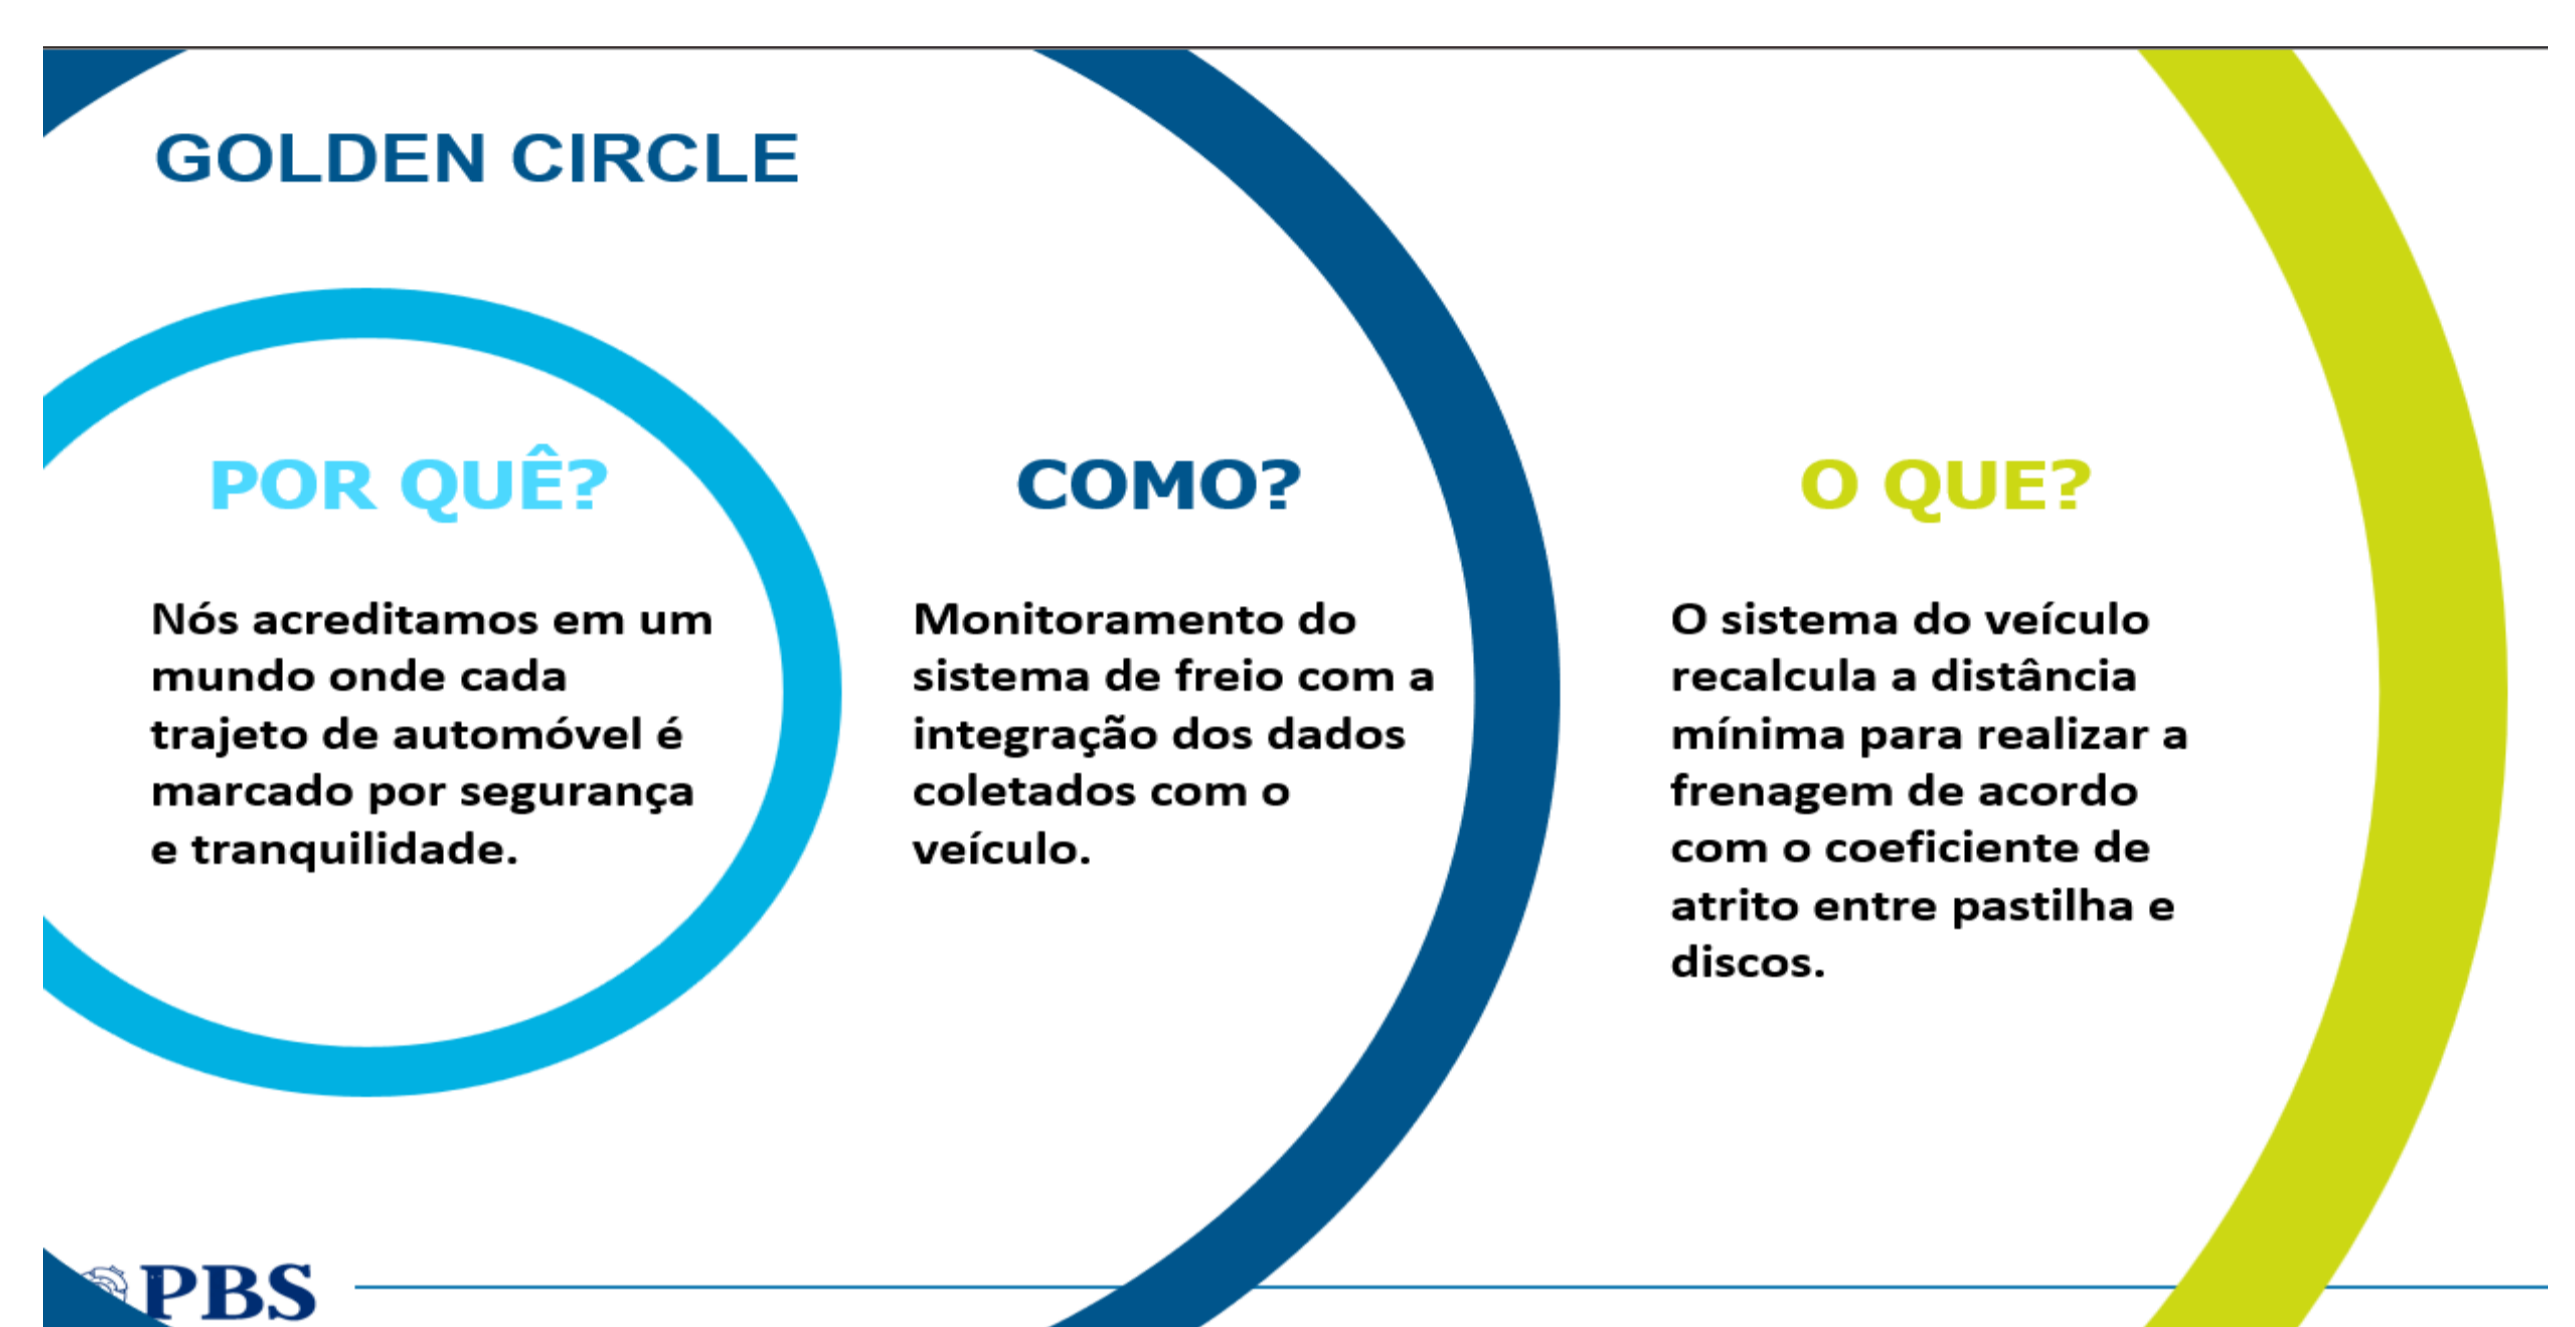 GOLDEN CIRCLE
POR QUÊ?
Nós acreditamos em um
mundo onde cada
trajeto de automóvel é
marcado por segurança
e tranquilidade.
COMO?
Monitoramento do
sistema de freio com a
integração dos dados
coletados com o
veículo.
O QUE?
O sistema do veículo
recalcula a distância
mínima para realizar a
frenagem de acordo
com o coeficiente de
atrito entre pastilha e
discos.
PBS